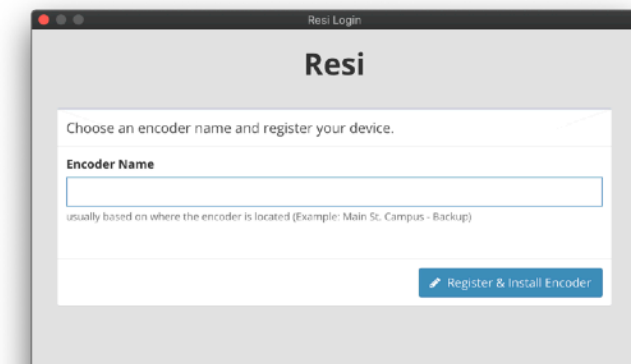 Resi Login
Resi
Choose an encoder name and register your device.
Encoder Name
usually based on where the encoder is located (Example: Main St. Campus - Backup)
Register & Install Encoder